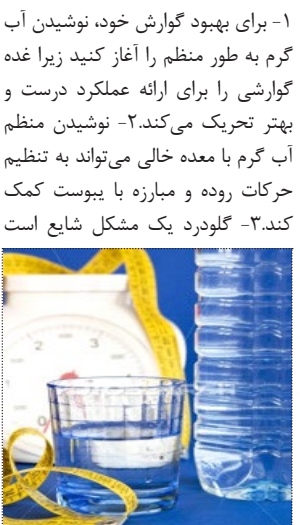 ۱- برای بهبود گوارش خود، نوشیدن آب
گرم به طور منظم را آغاز کنید زیرا غده
گوارشی را برای ارائه عملکرد درست و
بهتر تحریک می‌کند.۲- نوشیدن منظم
آب گرم با معده خالی می‌تواند به تنظیم
حرکات روده و مبارزه با یبوست کمک
کند.۳- گلودرد یک مشکل شایع است